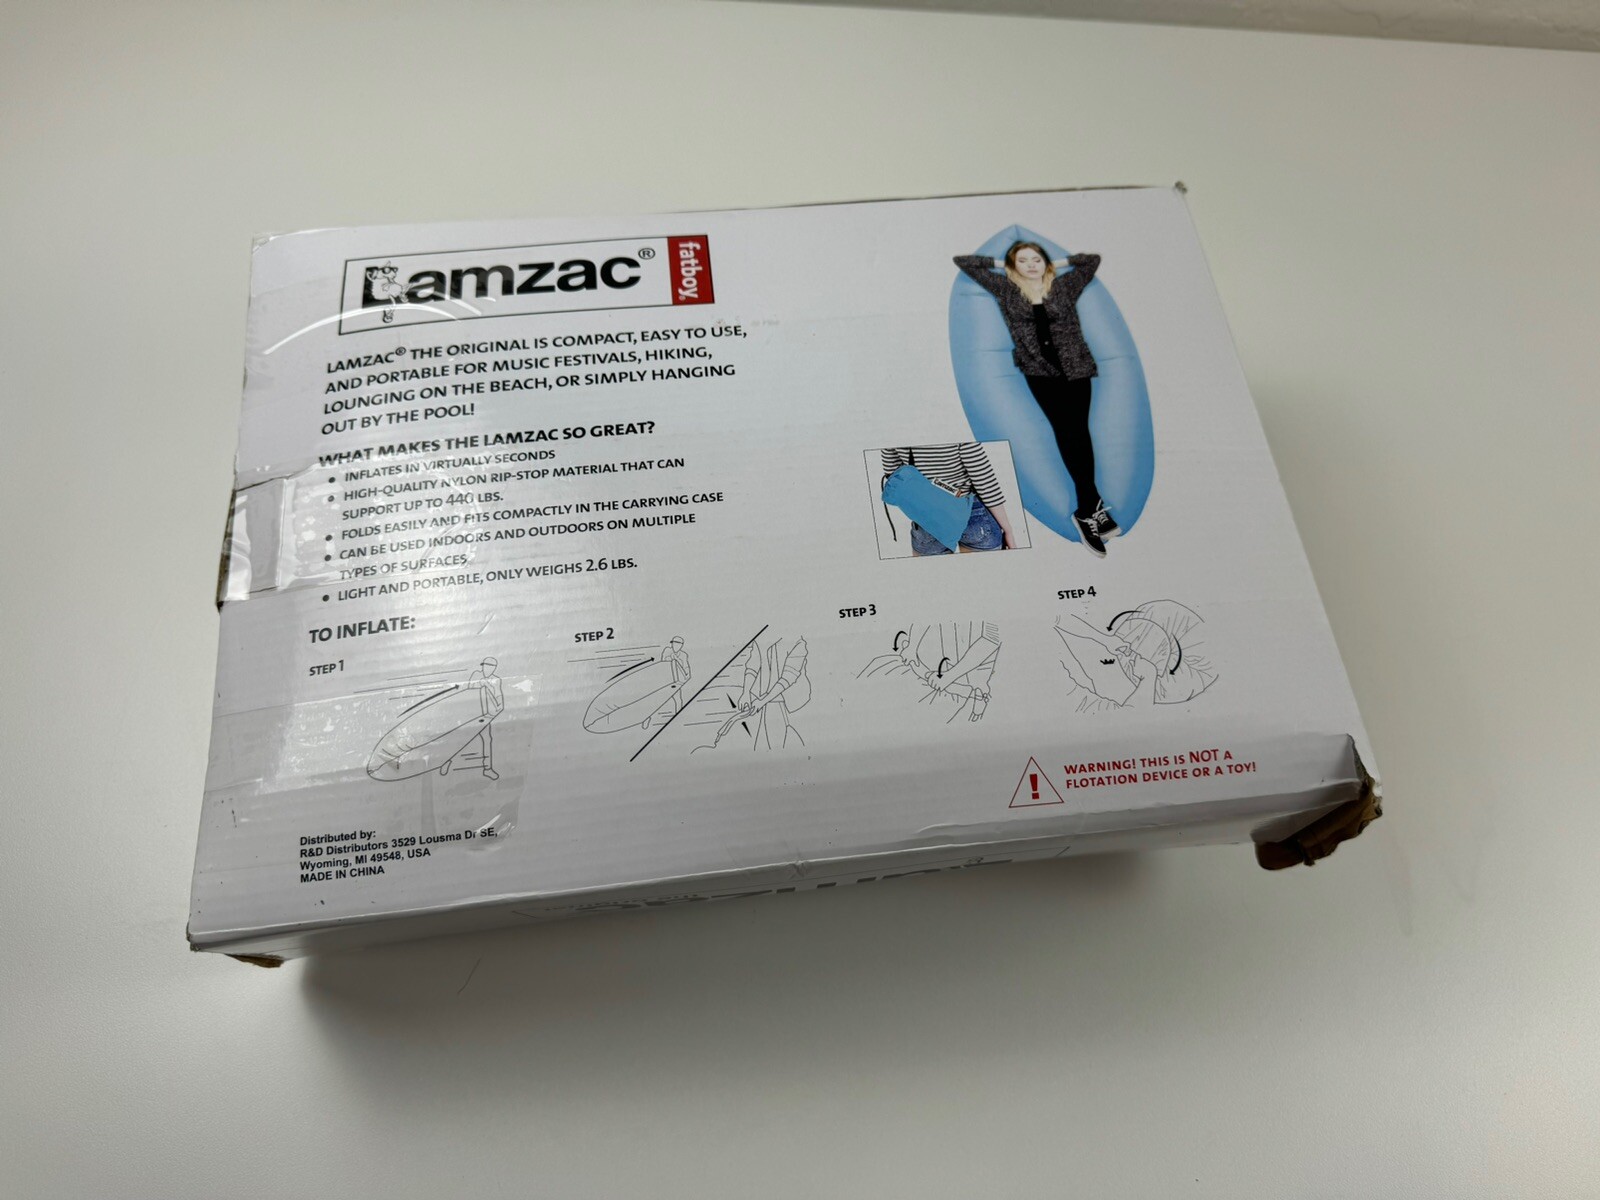 Lamzac® fatboy®
LAMZAC® THE ORIGINAL IS COMPACT, EASY TO USE,
AND PORTABLE FOR MUSIC FESTIVALS, HIKING,
LOUNGING ON THE BEACH, OR SIMPLY HANGING
OUT BY THE POOL!
WHAT MAKES THE LAMZAC SO GREAT?
• INFLATES IN VIRTUALLY SECONDS
• HIGH-QUALITY NYLON RIP-STOP MATERIAL THAT CAN
SUPPORT UP TO 440 LBS.
• FOLDS EASILY AND FITS COMPACTLY IN THE CARRYING CASE
• CAN BE USED INDOORS AND OUTDOORS ON MULTIPLE
TYPES OF SURFACES
• LIGHT AND PORTABLE, ONLY WEIGHS 2.6 LBS.
TO INFLATE:
STEP 1
STEP 2
STEP 3
STEP 4
WARNING! THIS IS NOT A
FLOTATION DEVICE OR A TOY!
Distributed by:
R&D Distributors 3529 Lousma Dr SE,
Wyoming, MI 49548, USA
MADE IN CHINA